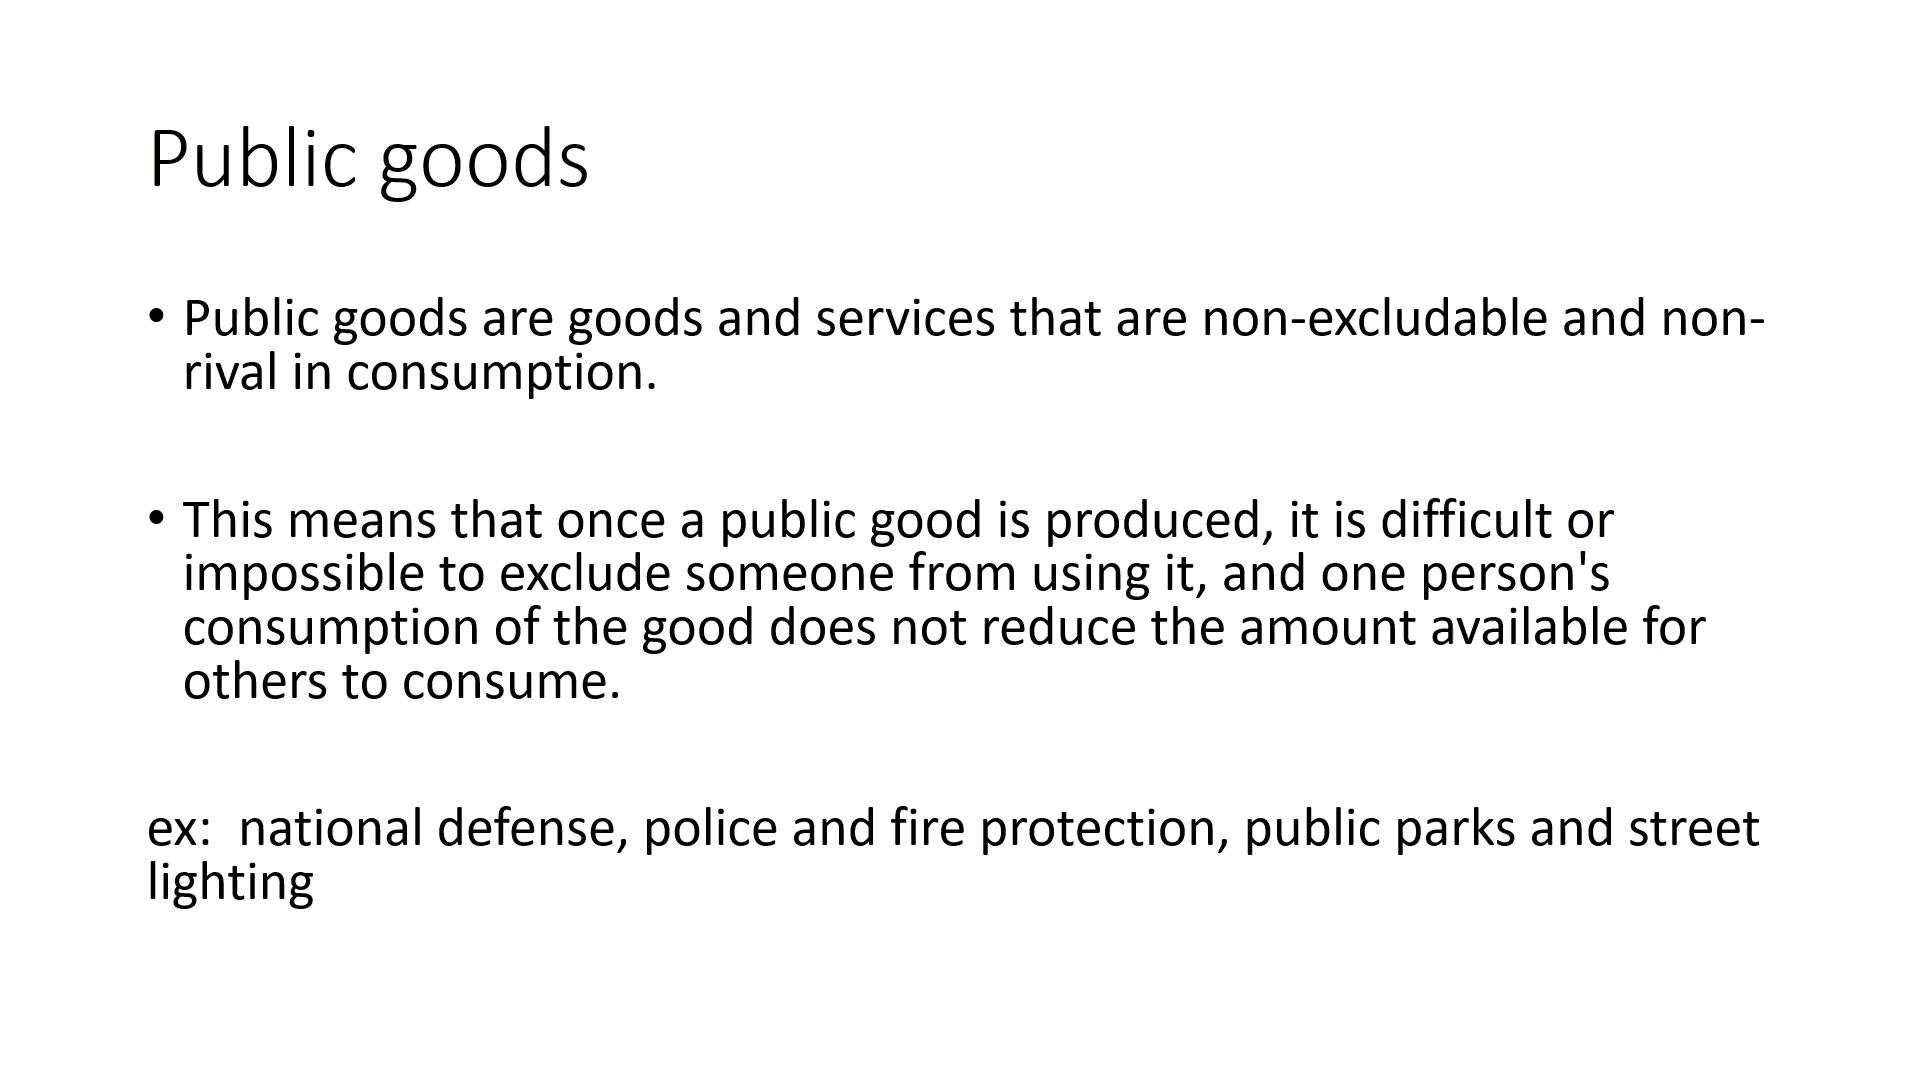 Public goods
• Public goods are goods and services that are non-excludable and non-
rival in consumption.
• This means that once a public good is produced, it is difficult or
impossible to exclude someone from using it, and one person's
consumption of the good does not reduce the amount available for
others to consume.
ex:  national defense, police and fire protection, public parks and street
lighting